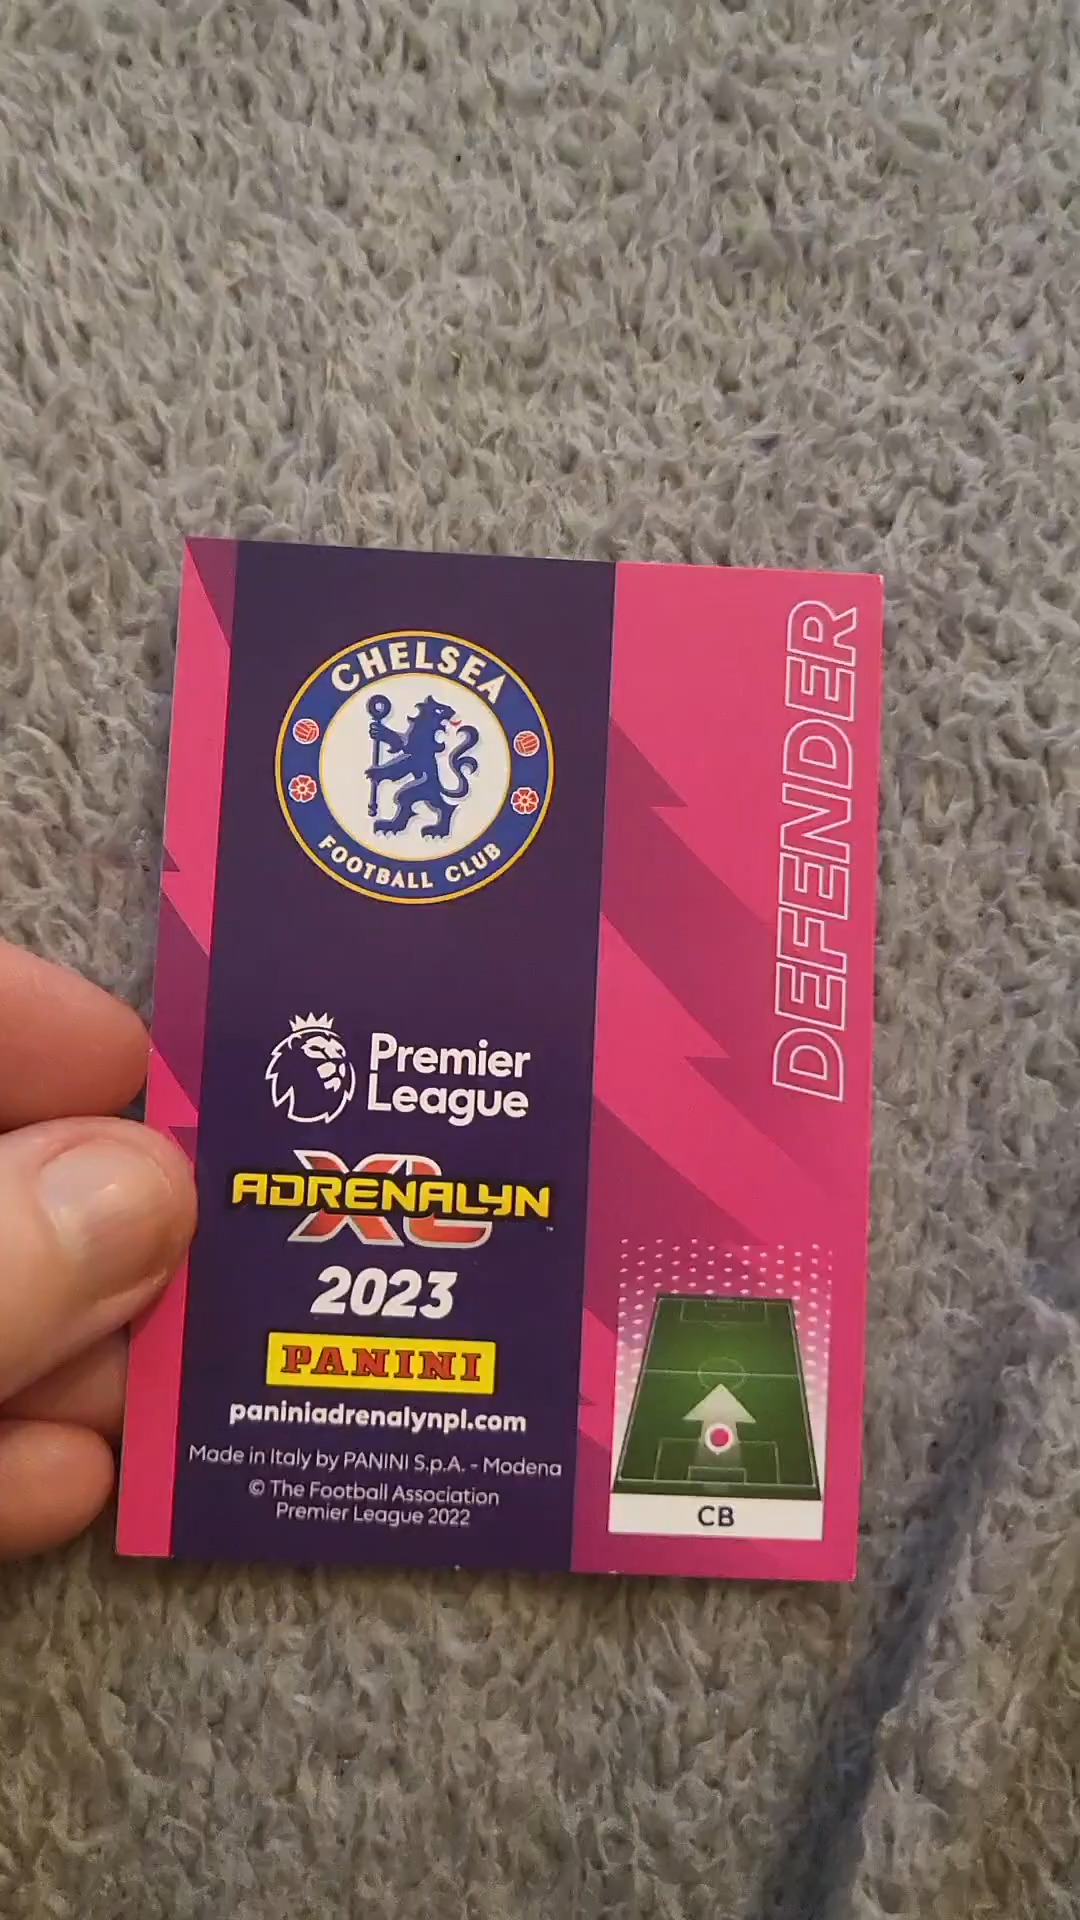 CHELSEA
FOOTBALL CLUB
Premier
League
ADRENALYN
XL
2023
PANINI
paniniadrenalynpl.com
Made in Italy by PANINI S.p.A. - Modena
© The Football Association
Premier League 2022
DEFENDER
CB